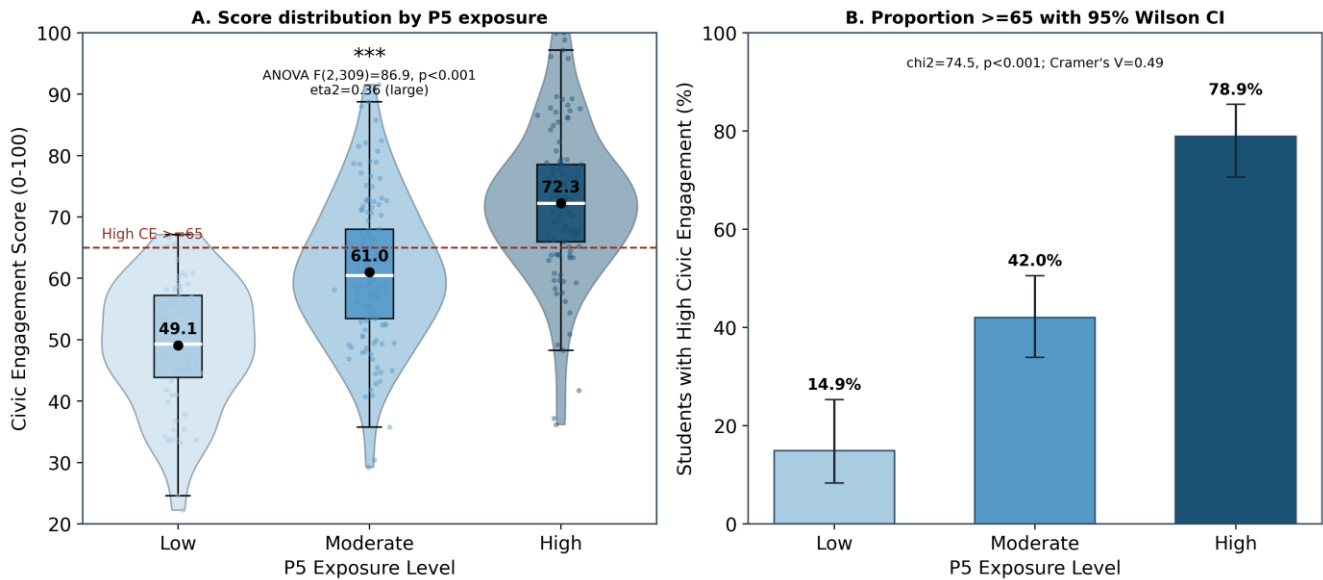 A. Score distribution by P5 exposure
Civic Engagement Score (0-100)
100
90
80
70
60
50
40
30
20
***
ANOVA F(2,309)=86.9, p<0.001
eta2=0.36 (large)
High CE >=65
49.1
61.0
72.3
Low
Moderate
High
P5 Exposure Level
B. Proportion >=65 with 95% Wilson CI
Students with High Civic Engagement (%)
100
80
60
40
20
0
chi2=74.5, p<0.001; Cramer's V=0.49
14.9%
42.0%
78.9%
Low
Moderate
High
P5 Exposure Level